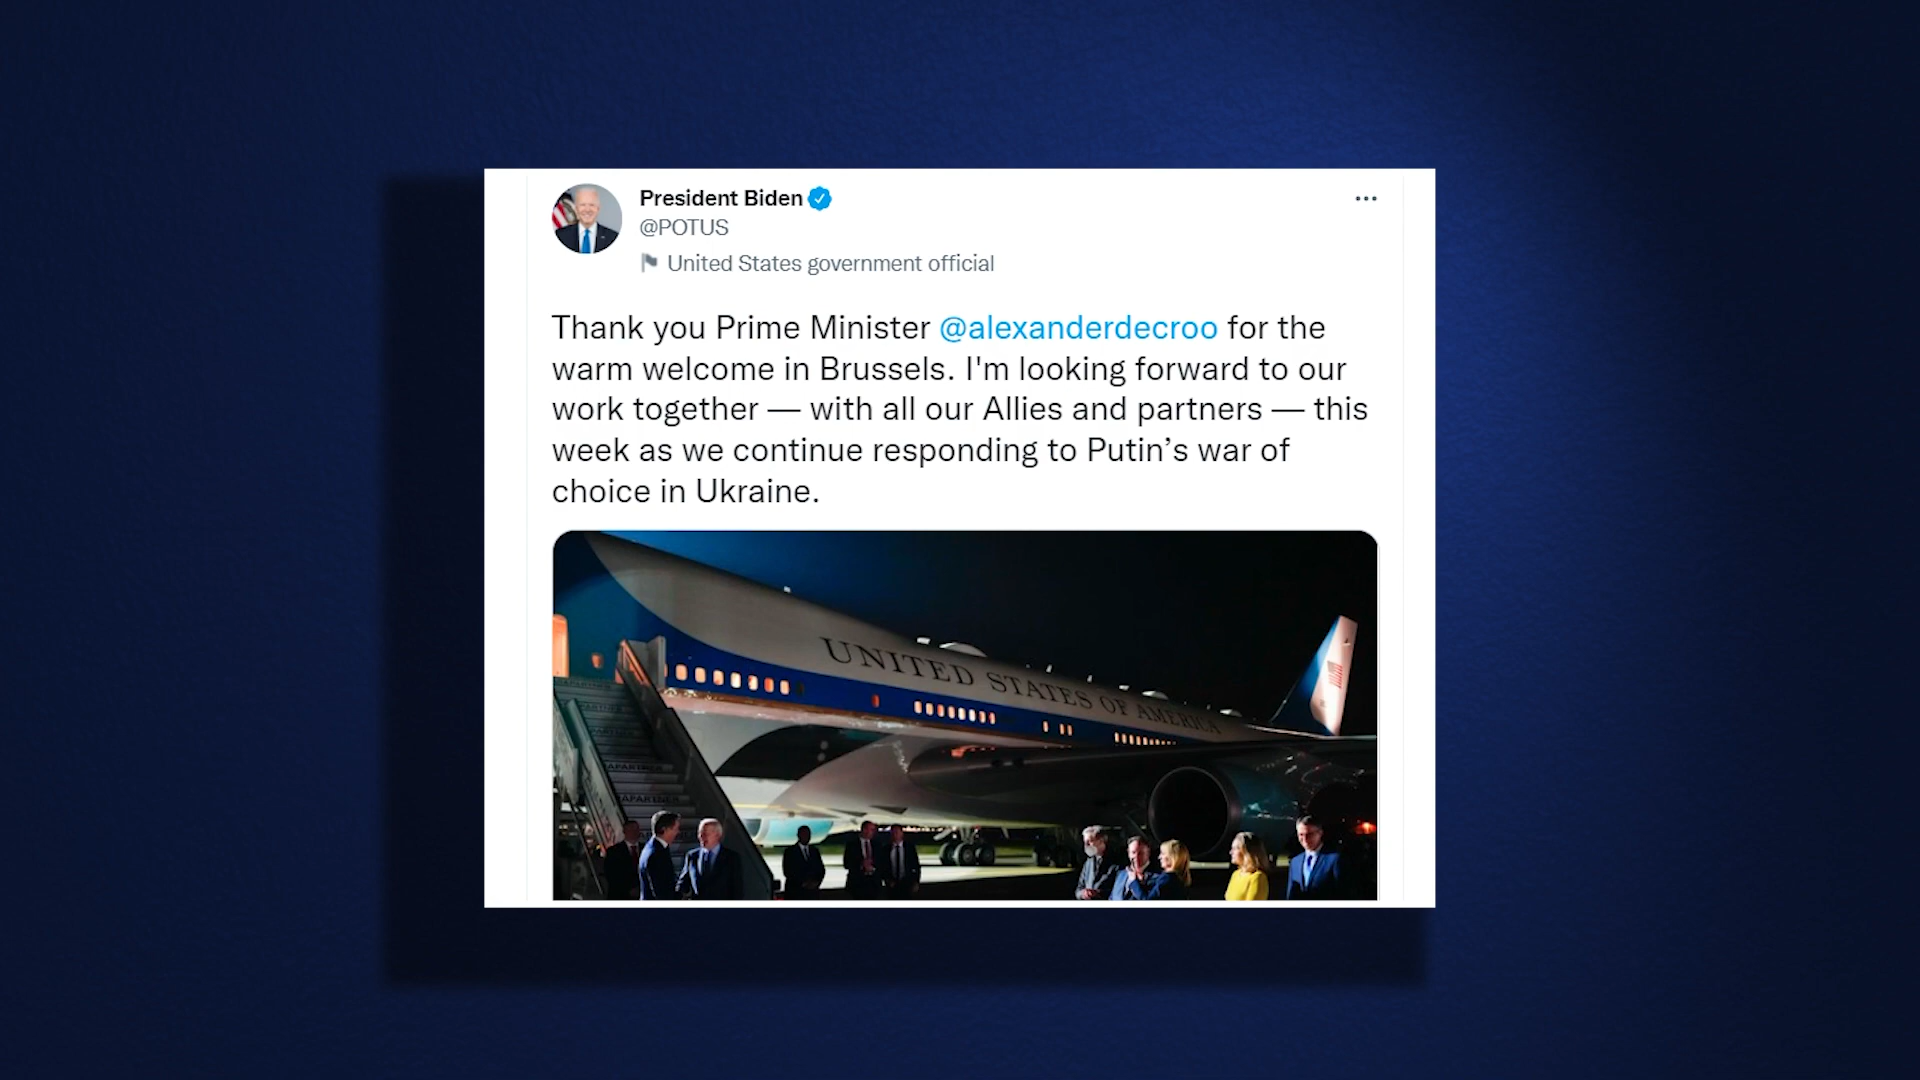 President Biden
@POTUS
United States government official
Thank you Prime Minister @alexanderdecroo for the
warm welcome in Brussels. I'm looking forward to our
work together — with all our Allies and partners — this
week as we continue responding to Putin’s war of
choice in Ukraine.
UNITED STATES OF AMERICA